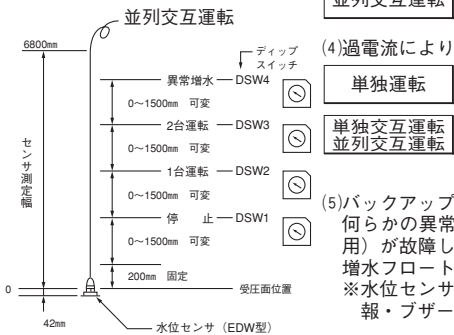 並列交互運転
6800mm
ディップ
スイッチ
異常増水 DSW4
0〜1500mm 可変
2台運転 DSW3
0〜1500mm 可変
1台運転 DSW2
0〜1500mm 可変
停 止 DSW1
0〜1500mm 可変
200mm 固定
センサ測定幅
0
受圧面位置
42mm
水位センサ（EDW型）
並列交互運転
(4)過電流により
単独運転
単独交互運転
並列交互運転
(5)バックアップ
何らかの異常
用）が故障し
増水フロート
※水位センサ
報・ブザー